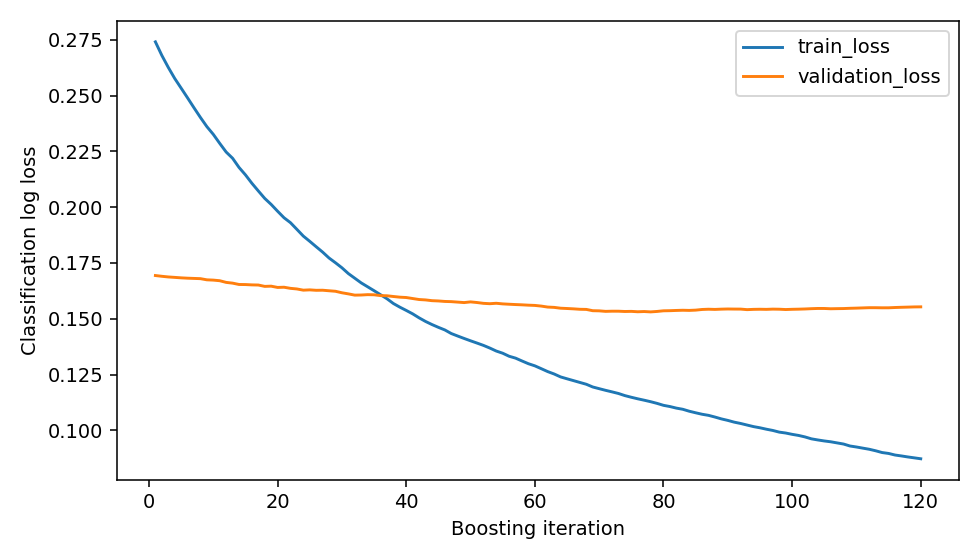 0.275
0.250
0.225
0.200
0.175
0.150
0.125
0.100
Classification log loss
train_loss
validation_loss
0 20 40 60 80 100 120
Boosting iteration